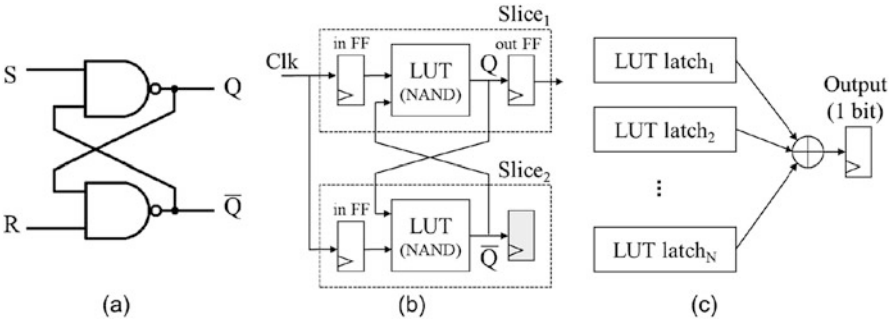 S
Q
R
Q̅
(a)
Slice₁
in FF
out FF
Clk
LUT
(NAND)
Q
Slice₂
in FF
LUT
(NAND)
Q̅
(b)
LUT latch₁
LUT latch₂
⋮
LUT latch_N
Output
(1 bit)
(c)